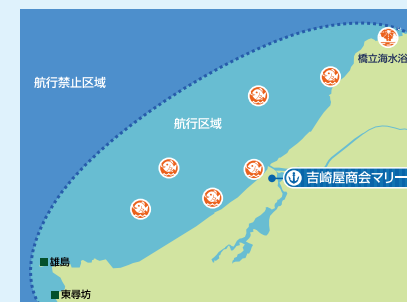 橋立海水浴
航行禁止区域
航行区域
吉崎屋商会マリー
雄島
東尋坊